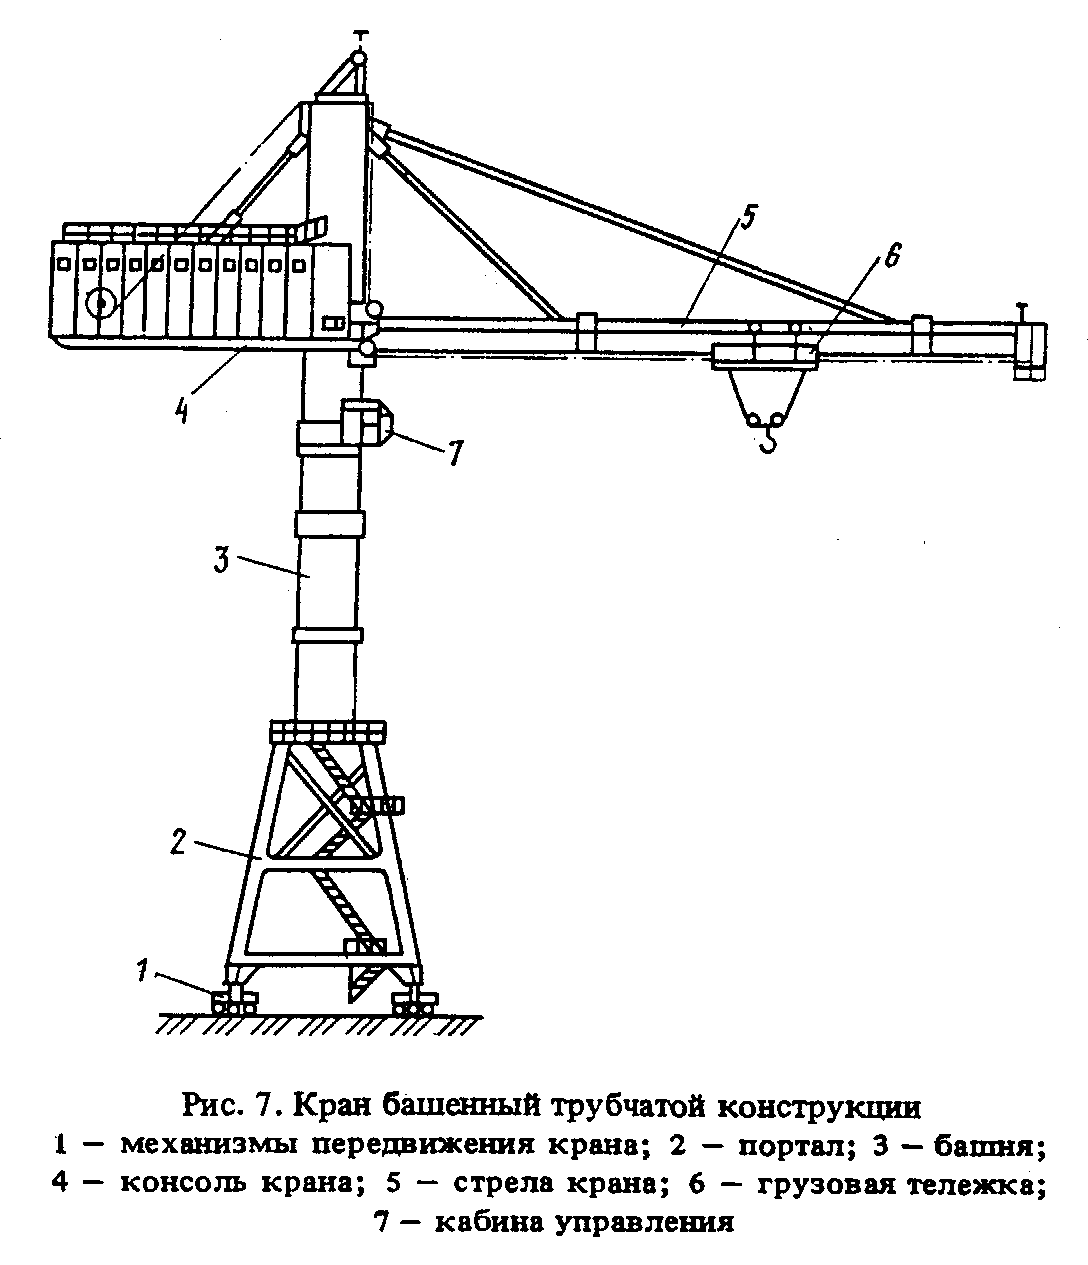 5
6
4
7
3
2
1
Рис. 7. Кран башенный трубчатой конструкции
1 — механизмы передвижения крана; 2 — портал; 3 — башня;
4 — консоль крана; 5 — стрела крана; 6 — грузовая тележка;
7 — кабина управления